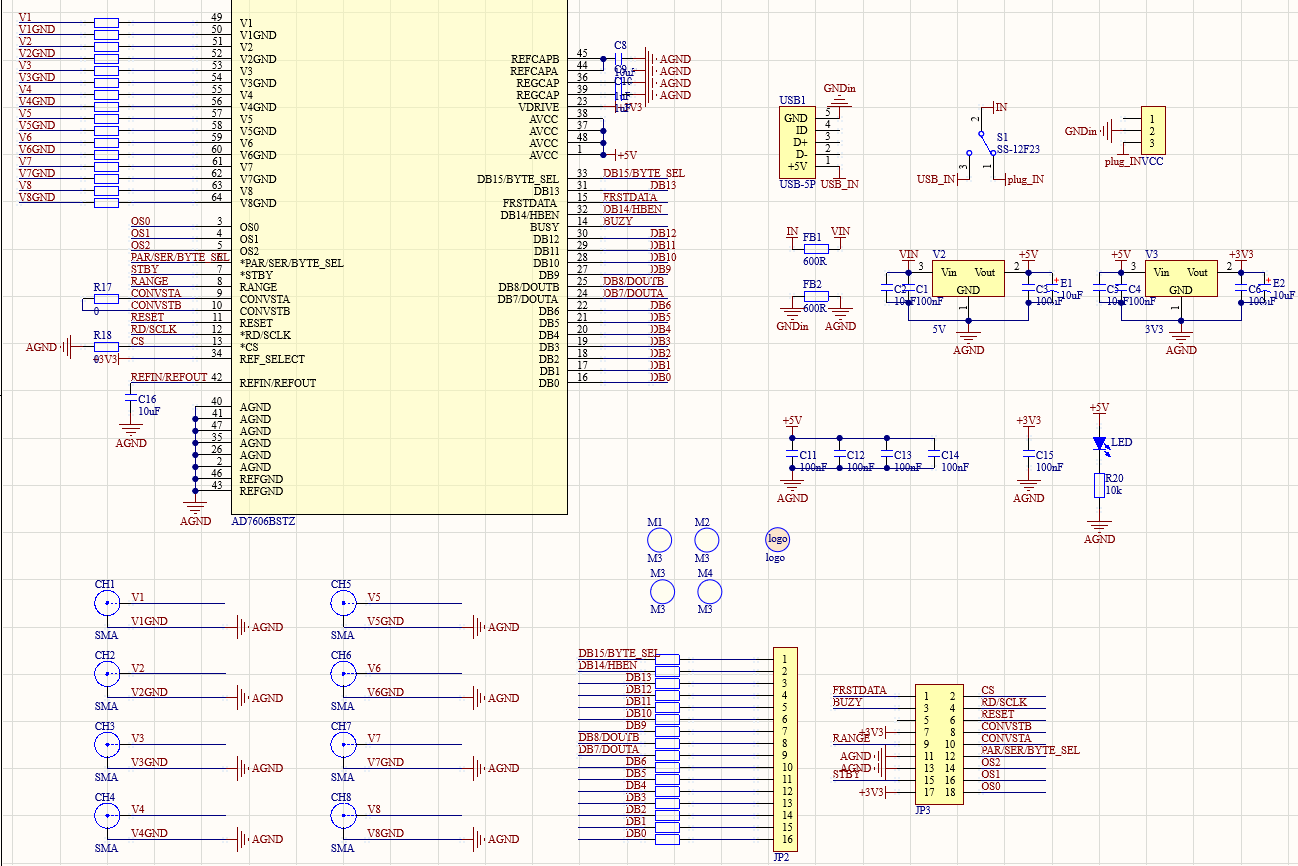 V1
V1GND
V2
V2GND
V3
V3GND
V4
V4GND
V5
V5GND
V6
V6GND
V7
V7GND
V8
V8GND
49 V1
50 V1GND
51 V2
52 V2GND
53 V3
54 V3GND
55 V4
56 V4GND
57 V5
58 V5GND
59 V6
60 V6GND
61 V7
62 V7GND
63 V8
64 V8GND
OS0 3 OS0
OS1 4 OS1
OS2 5 OS2
PAR/SER/BYTE_SEL 6 *PAR/SER/BYTE_SEL
STBY 7 *STBY
RANGE 8 RANGE
R17 CONVSTA 9 CONVSTA
0 CONVSTB 10 CONVSTB
RESET 11 RESET
RD/SCLK 12 *RD/SCLK
AGND R18 CS 13 *CS
0 +3V3 34 REF_SELECT
REFIN/REFOUT 42 REFIN/REFOUT
C16
10uF
AGND
40 AGND
41 AGND
47 AGND
35 AGND
26 AGND
2 AGND
46 REFGND
43 REFGND
AGND
AD7606BSTZ
REFCAPB 45 C8 AGND
REFCAPA 44 C9 10uF AGND
REGCAP 36 C10 AGND
REGCAP 39 1uF AGND
VDRIVE 23 1uF +3V3
AVCC 38
AVCC 37
AVCC 48
AVCC 1 +5V
DB15/BYTE_SEL 33 DB15/BYTE_SEL
DB13 31 DB13
FRSTDATA 15 FRSTDATA
DB14/HBEN 32 DB14/HBEN
BUSY 14 BUZY
DB12 30 DB12
DB11 29 DB11
DB10 28 DB10
DB9 27 DB9
DB8/DOUTA 25 DB8/DOUTB
DB7/DOUTA 24 DB7/DOUTA
DB6 22 DB6
DB5 21 DB5
DB4 20 DB4
DB3 19 DB3
DB2 18 DB2
DB1 17 DB1
DB0 16 DB0
USB1
GNDin
GND 5
ID 4
D+ 3
D- 2
+5V 1
USB-5P USB_IN
IN
2
S1
SS-12F23
3 1
USB_IN plug_IN
GNDin
1
2
3
plug_IN VCC
IN FB1 VIN
600R
FB2
600R
GNDin AGND
VIN V2 +5V
3 Vin Vout 2
GND
C2 C1 C3 E1
10uF 100nF 100nF 10uF
1
5V
AGND
+5V V3 +3V3
3 Vin Vout 2
GND
C5 C4 C6 E2
10uF 100nF 100nF 10uF
1
3V3
AGND
+5V
C11 C12 C13 C14
100nF 100nF 100nF 100nF
AGND
+3V3
C15
100nF
AGND
+5V
LED
R20
10k
AGND
M1 M2
M3 M3
M3 M4
M3 M3
logo
logo
CH1 V1
V1GND AGND
SMA
CH2 V2
V2GND AGND
SMA
CH3 V3
V3GND AGND
SMA
CH4 V4
V4GND AGND
SMA
CH5 V5
V5GND AGND
SMA
CH6 V6
V6GND AGND
SMA
CH7 V7
V7GND AGND
SMA
CH8 V8
V8GND AGND
SMA
DB15/BYTE_SEL 1
DB14/HBEN 2
DB13 3
DB12 4
DB11 5
DB10 6
DB9 7
DB8/DOUTB 8
DB7/DOUTA 9
DB6 10
DB5 11
DB4 12
DB3 13
DB2 14
DB1 15
DB0 16
JP2
FRSTDATA 1 2 CS
BUZY 3 4 RD/SCLK
5 6 RESET
+3V3 7 8 CONVSTB
RANGE 9 10 CONVSTA
AGND 11 12 PAR/SER/BYTE_SEL
AGND 13 14 OS2
STBY 15 16 OS1
+3V3 17 18 OS0
JP3